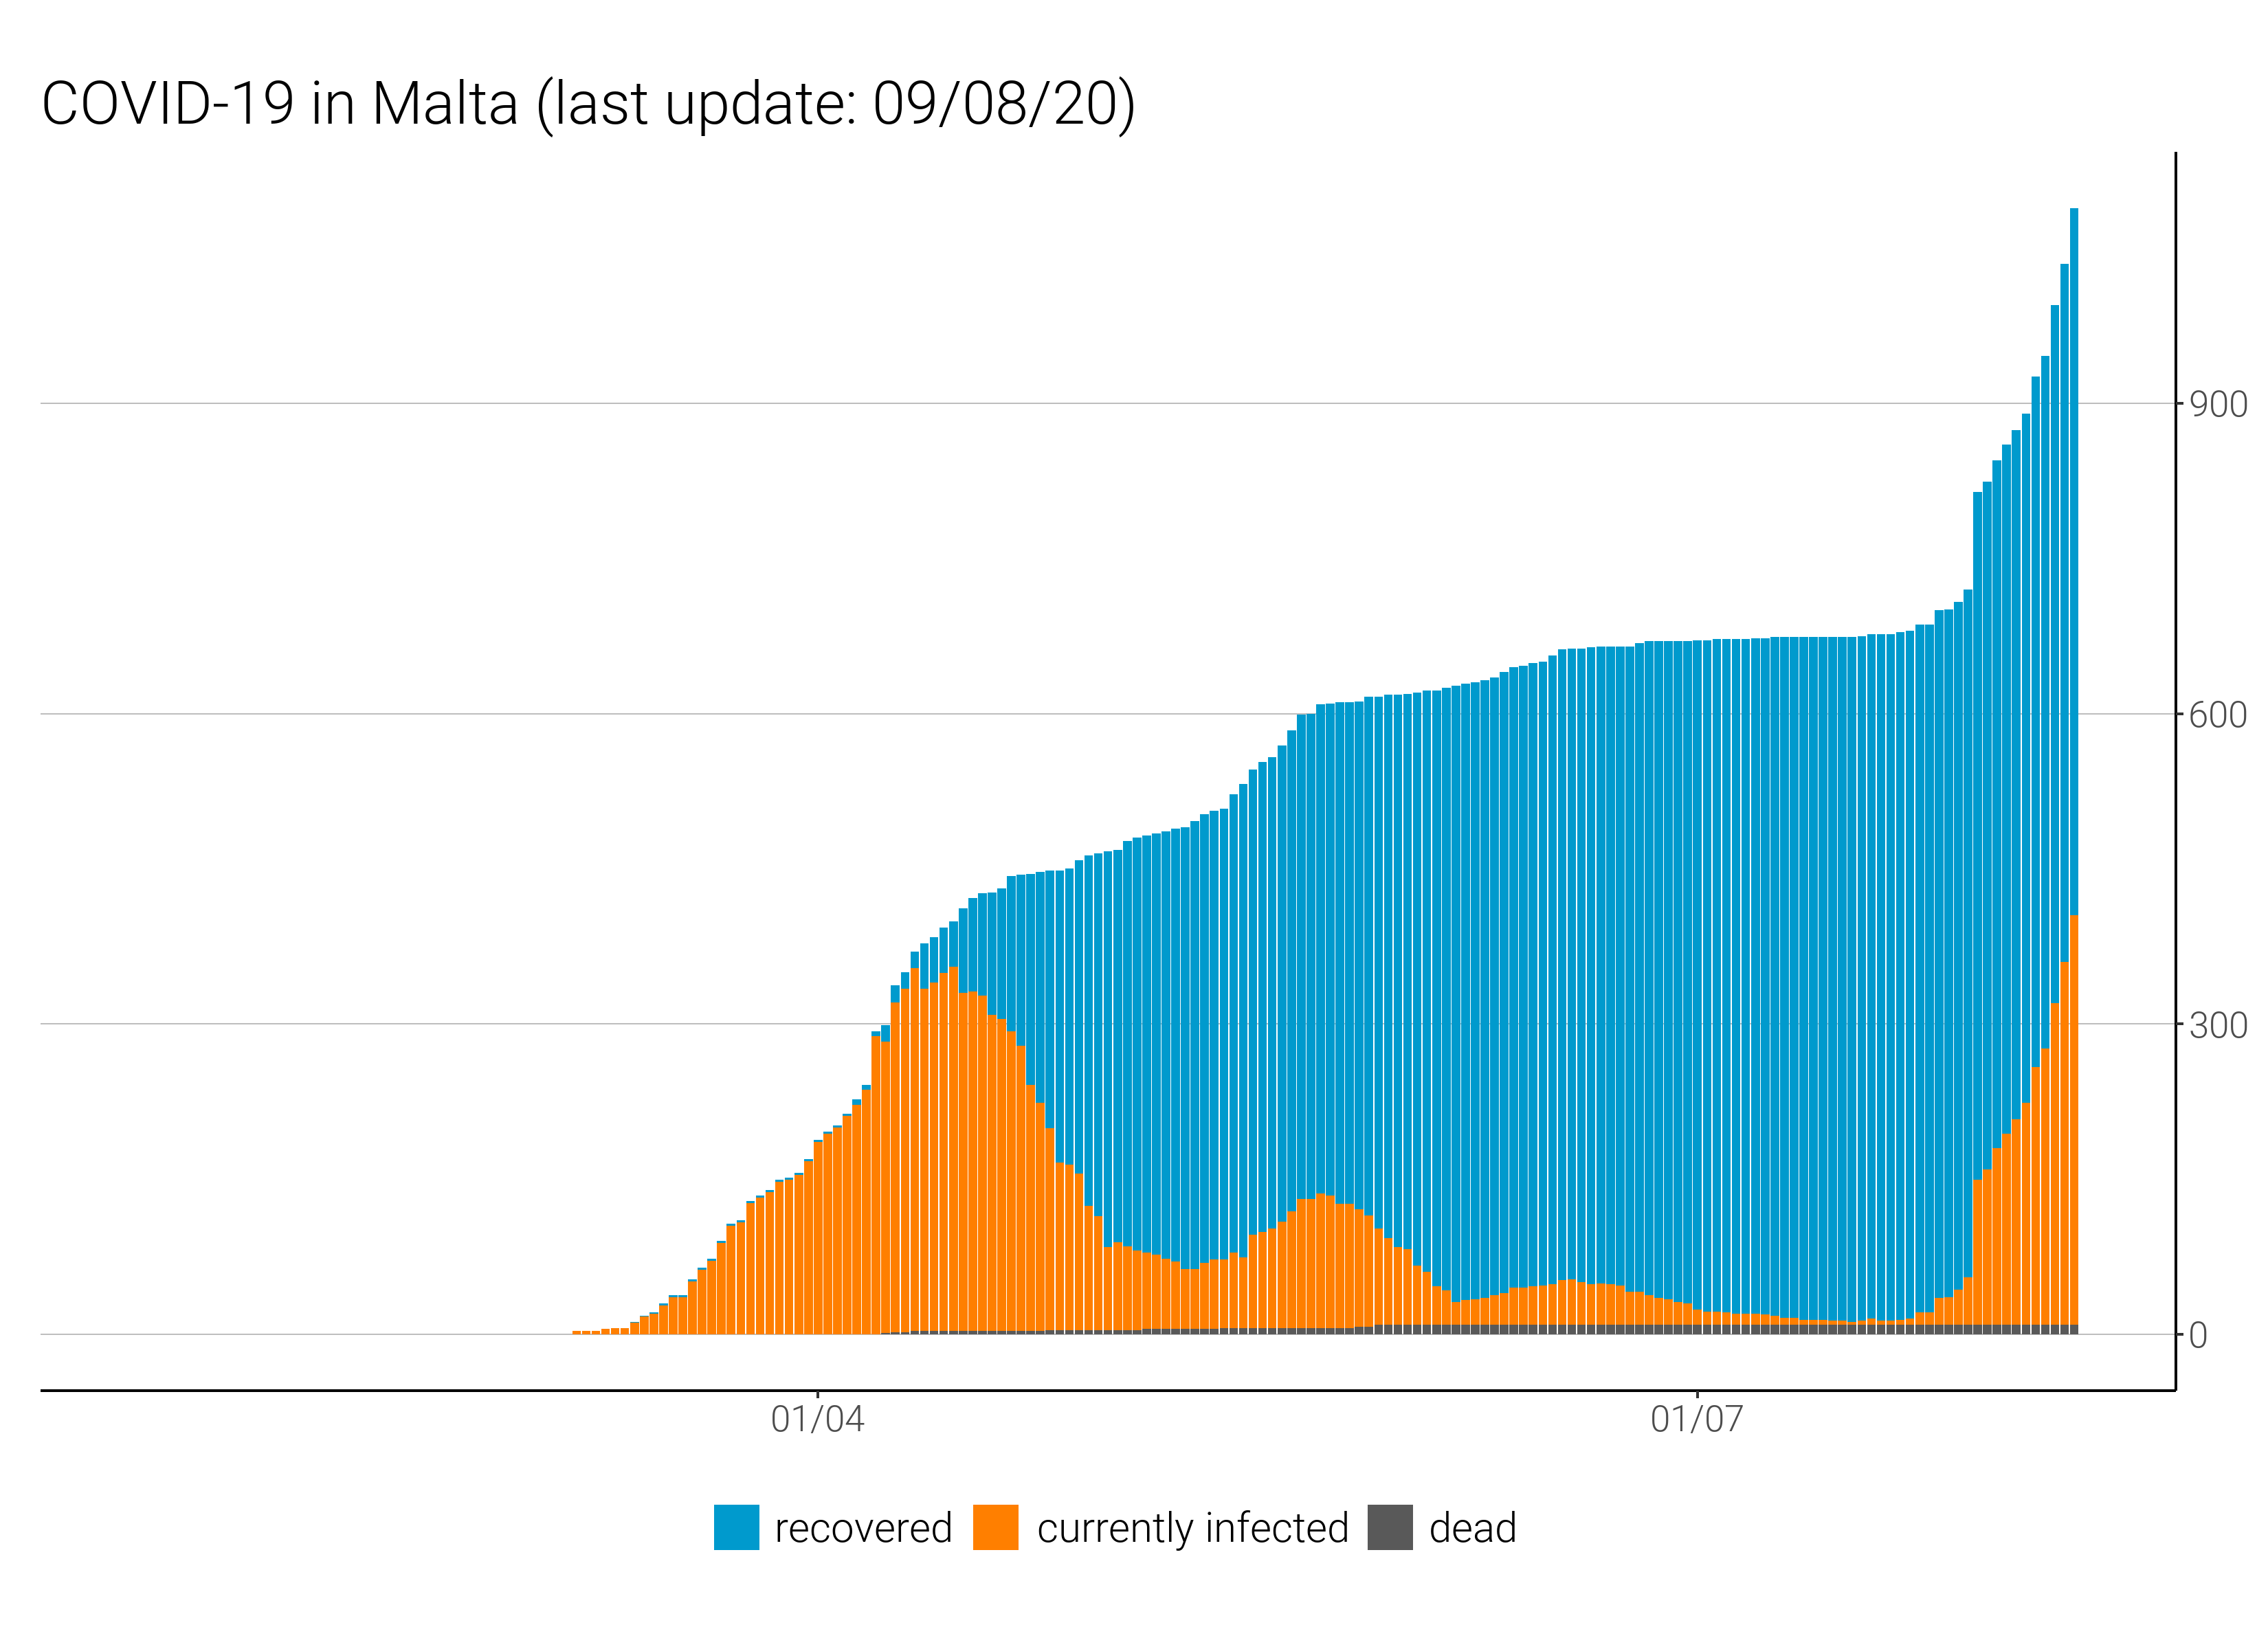 COVID-19 in Malta (last update: 09/08/20)
900
600
300
0
01/04 01/07
recovered currently infected dead